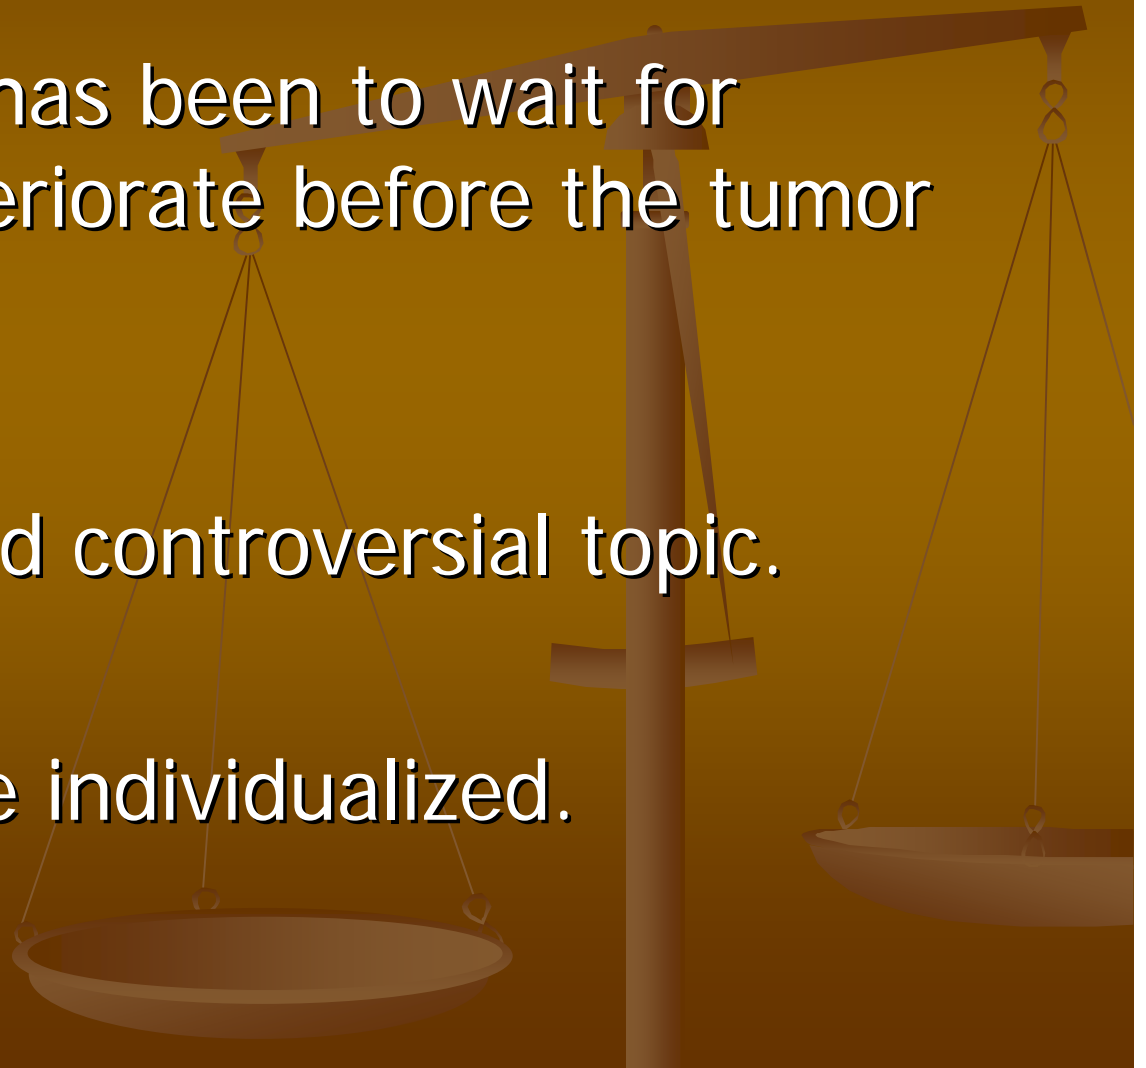 has been to wait for
eriorate before the tumor
d controversial topic.
e individualized.